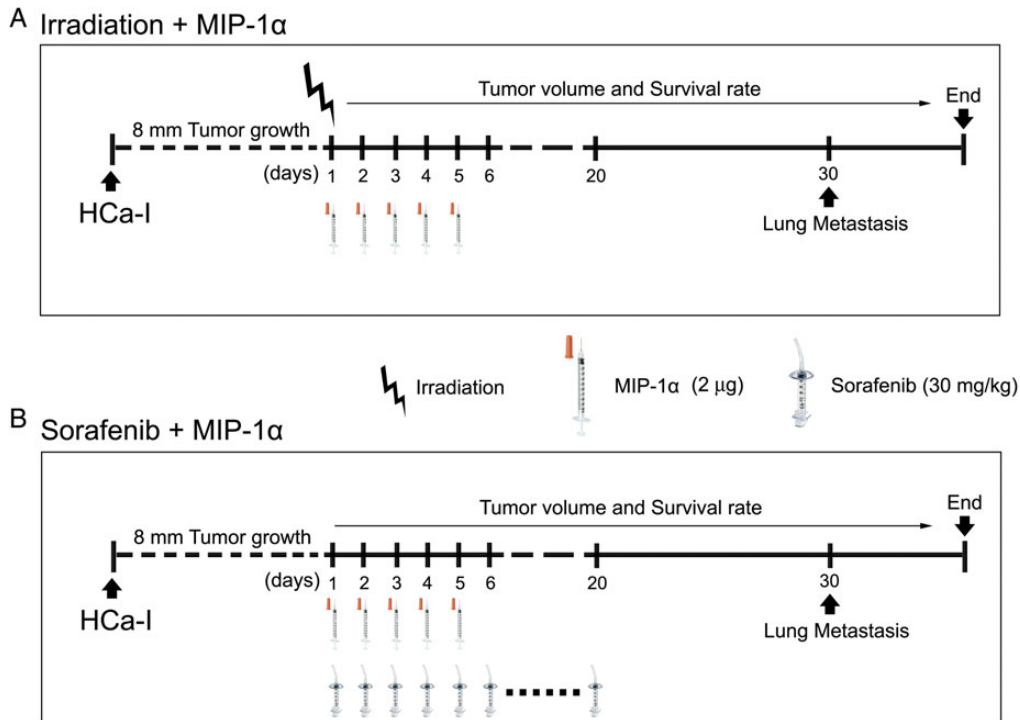 A Irradiation + MIP-1α
Tumor volume and Survival rate
End
8 mm Tumor growth
(days) 1 2 3 4 5 6 20 30
HCa-I
Lung Metastasis
Irradiation
MIP-1α (2 μg)
Sorafenib (30 mg/kg)
B Sorafenib + MIP-1α
Tumor volume and Survival rate
End
8 mm Tumor growth
(days) 1 2 3 4 5 6 20 30
HCa-I
Lung Metastasis